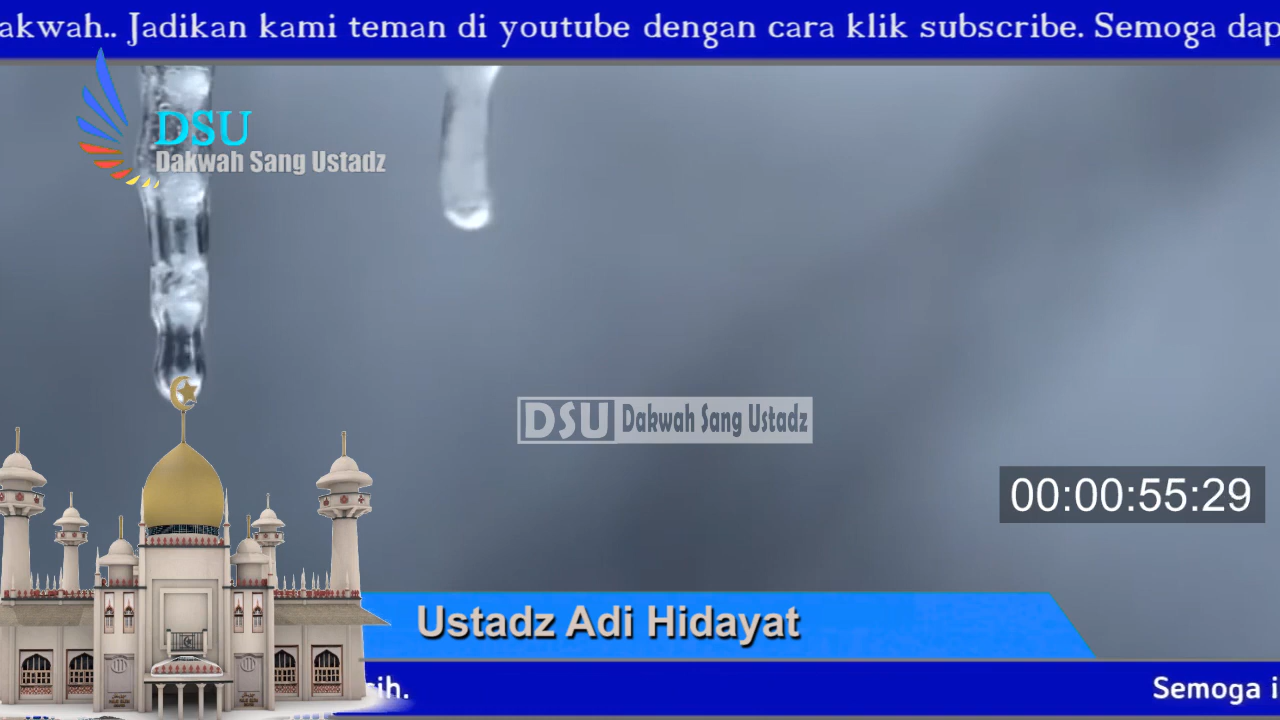 akwah.. Jadikan kami teman di youtube dengan cara klik subscribe. Semoga dap
DSU
Dakwah Sang Ustadz
DSU Dakwah Sang Ustadz
00:00:55:29
Ustadz Adi Hidayat
sih.
Semoga i